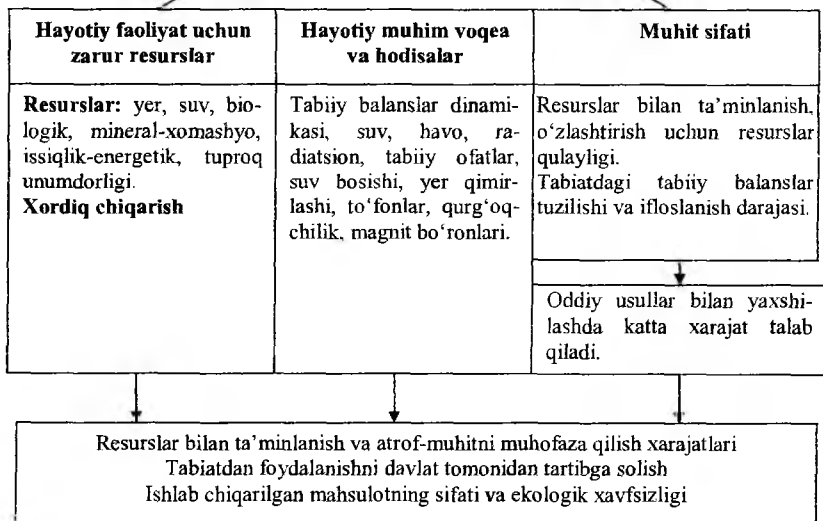 Hayotiy faoliyat uchun
zarur resurslar
Hayotiy muhim voqea
va hodisalar
Muhit sifati
Resurslar: yer, suv, bio-
logik, mineral-xomashyo,
issiqlik-energetik, tuproq
unumdorligi.
Xordiq chiqarish
Tabiiy balanslar dinami-
kasi, suv, havo, ra-
diatsion, tabiiy ofatlar,
suv bosishi, yer qimir-
lashi, to‘fonlar, qurg‘oq-
chilik, magnit bo‘ronlari.
Resurslar bilan ta’minlanish,
o‘zlashtirish uchun resurslar
qulayligi.
Tabiatdagi tabiiy balanslar
tuzilishi va ifloslanish darajasi.
Oddiy usullar bilan yaxshi-
lashda katta xarajat talab
qiladi.
Resurslar bilan ta’minlanish va atrof-muhitni muhofaza qilish xarajatlari
Tabiatdan foydalanishni davlat tomonidan tartibga solish
Ishlab chiqarilgan mahsulotning sifati va ekologik xavfsizligi